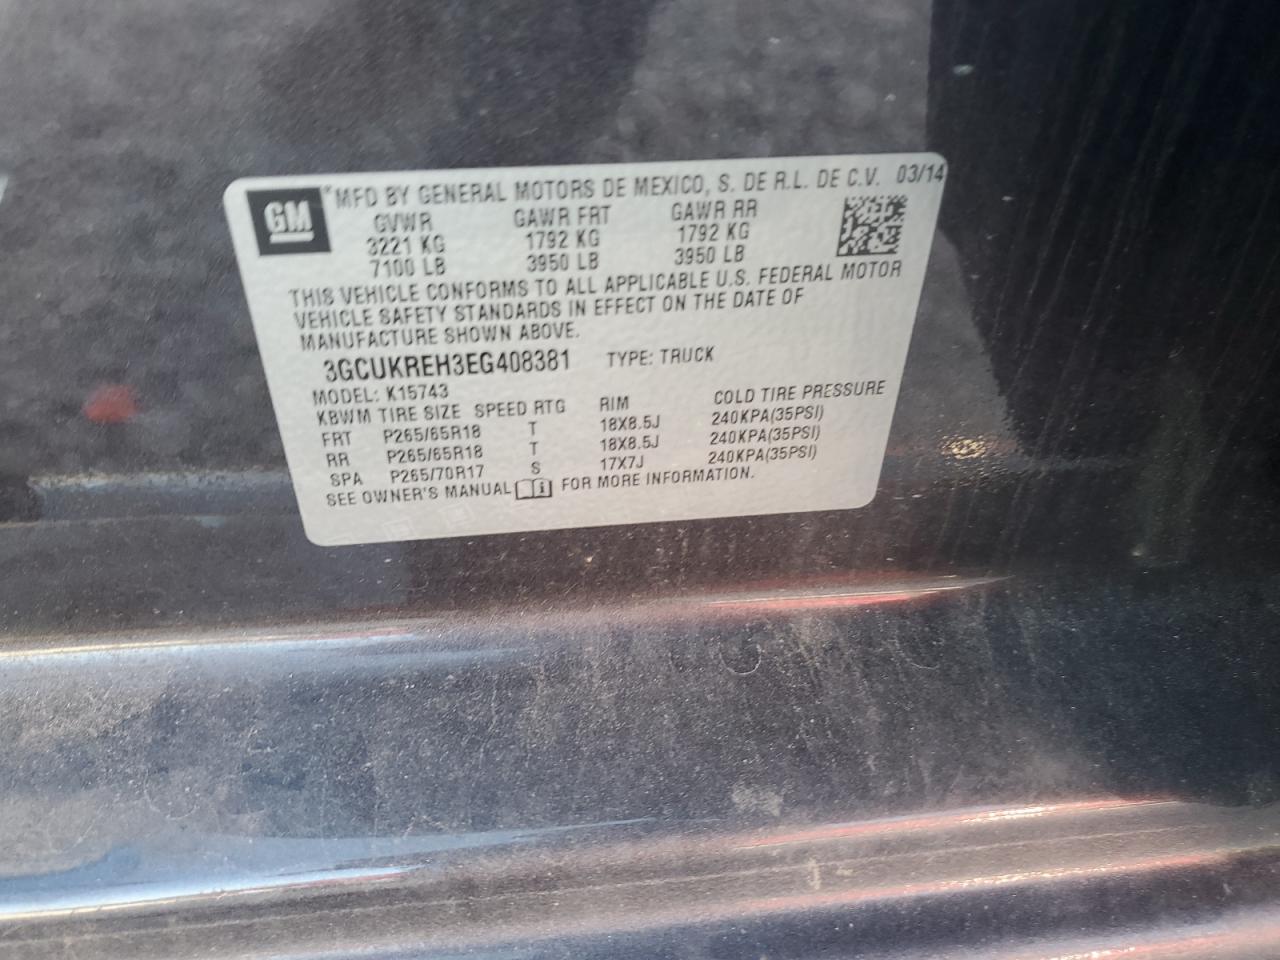 GM
*MFD BY GENERAL MOTORS DE MEXICO, S. DE R.L. DE C.V. 03/14
GVWR GAWR FRT GAWR RR
3221 KG 1792 KG 1792 KG
7100 LB 3950 LB 3950 LB
THIS VEHICLE CONFORMS TO ALL APPLICABLE U.S. FEDERAL MOTOR
VEHICLE SAFETY STANDARDS IN EFFECT ON THE DATE OF
MANUFACTURE SHOWN ABOVE.
3GCUKREH3EG408381 TYPE: TRUCK
MODEL: K15743
KBWM TIRE SIZE SPEED RTG RIM COLD TIRE PRESSURE
FRT P265/65R18 T 18X8.5J 240KPA(35PSI)
RR P265/65R18 T 18X8.5J 240KPA(35PSI)
SPA P265/70R17 S 17X7J 240KPA(35PSI)
SEE OWNER'S MANUAL FOR MORE INFORMATION.